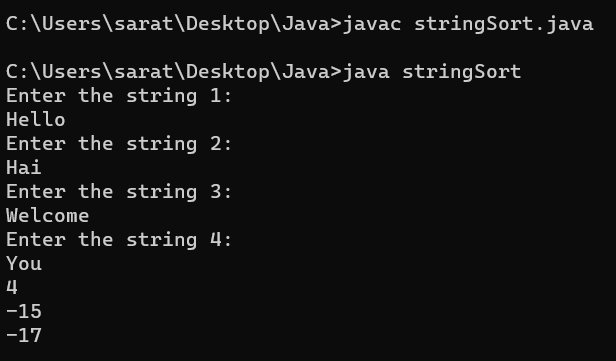 C:\Users\sarat\Desktop\Java>javac stringSort.java
C:\Users\sarat\Desktop\Java>java stringSort
Enter the string 1:
Hello
Enter the string 2:
Hai
Enter the string 3:
Welcome
Enter the string 4:
You
4
-15
-17